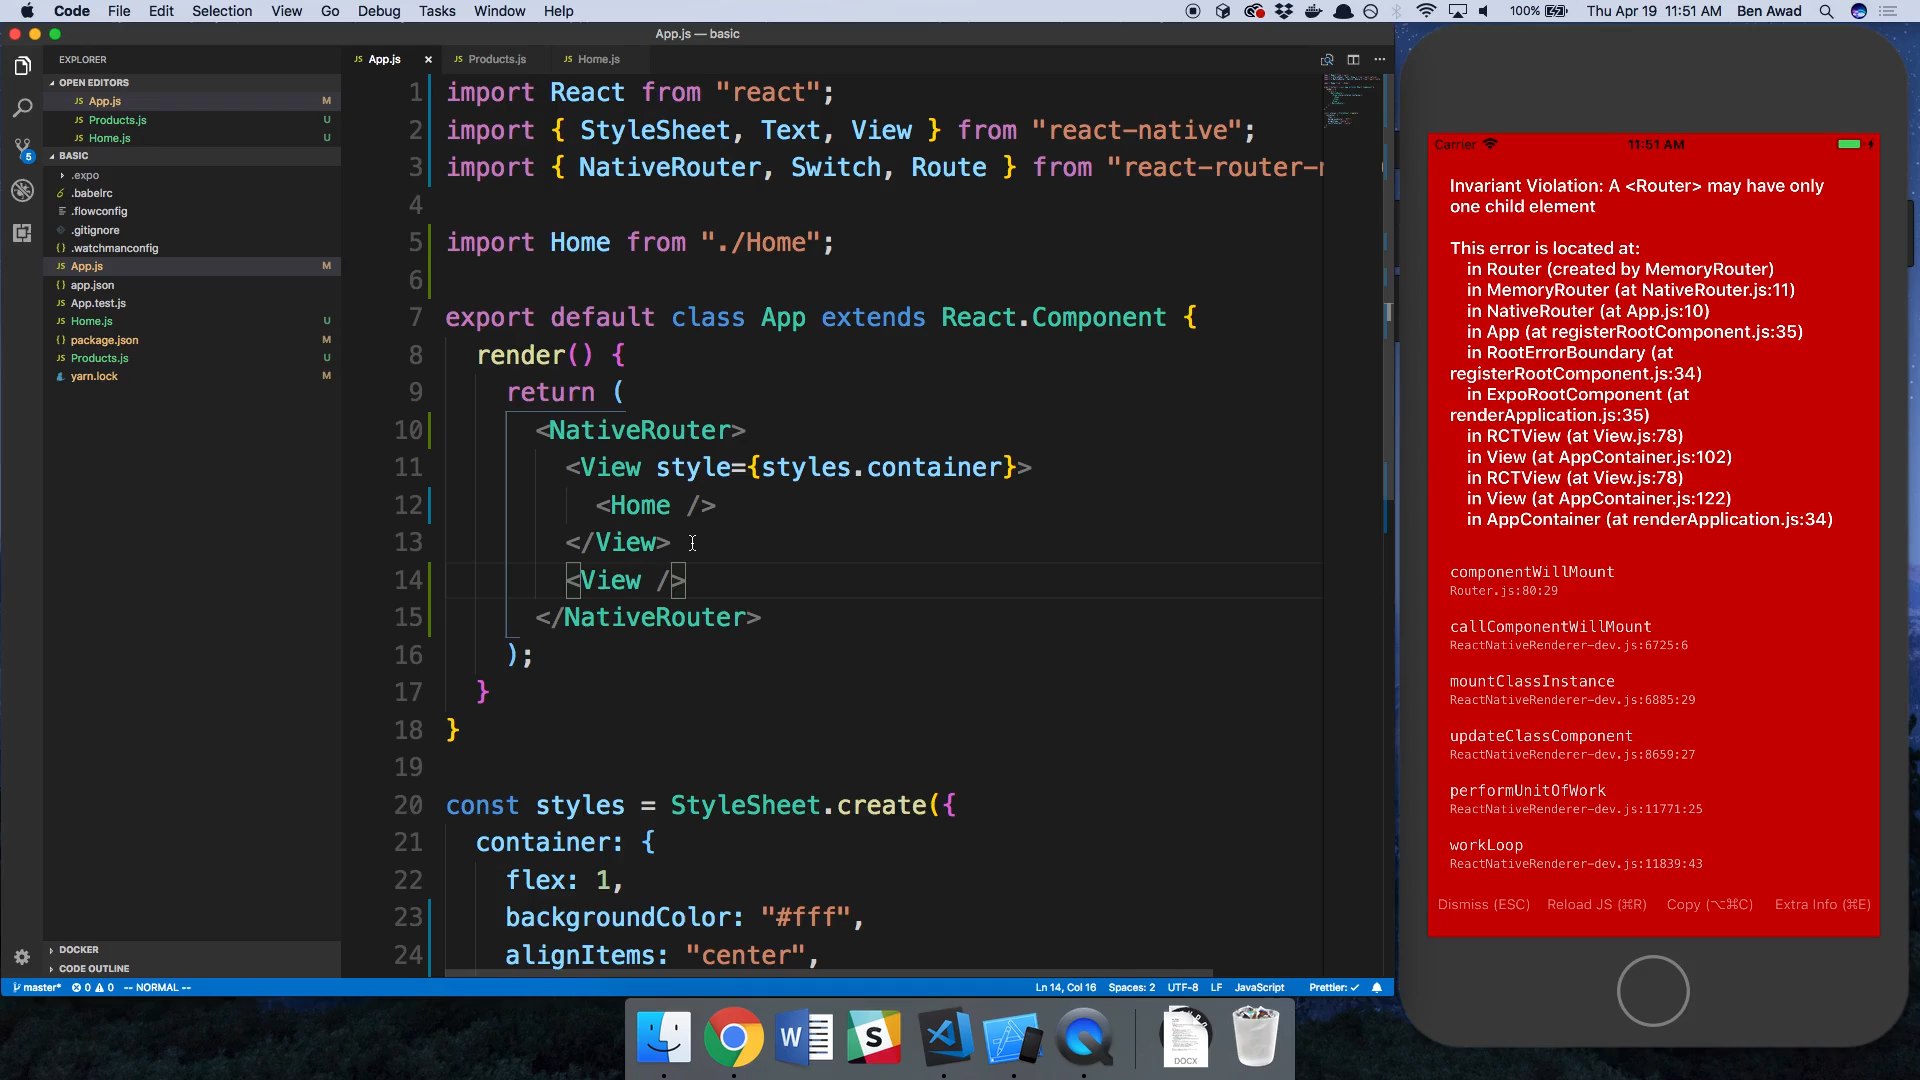 Code File Edit Selection View Go Debug Tasks Window Help
100% Thu Apr 19 11:51 AM Ben Awad
App.js — basic
EXPLORER
OPEN EDITORS
JS App.js M
JS Products.js U
JS Home.js U
BASIC
.expo
.babelrc
.flowconfig
.gitignore
{} .watchmanconfig
JS App.js M
{} app.json
JS App.test.js
JS Home.js U
{} package.json M
JS Products.js U
yarn.lock M
DOCKER
CODE OUTLINE
5
JS App.js × JS Products.js JS Home.js
1 import React from "react";
2 import { StyleSheet, Text, View } from "react-native";
3 import { NativeRouter, Switch, Route } from "react-router-n
4
5 import Home from "./Home";
6
7 export default class App extends React.Component {
8 render() {
9 return (
10 <NativeRouter>
11 <View style={styles.container}>
12 <Home />
13 </View>
14 <View />
15 </NativeRouter>
16 );
17 }
18 }
19
20 const styles = StyleSheet.create({
21 container: {
22 flex: 1,
23 backgroundColor: "#fff",
24 alignItems: "center",
master* 0 0 -- NORMAL -- Ln 14, Col 16 Spaces: 2 UTF-8 LF JavaScript Prettier: ✓
Carrier 11:51 AM
Invariant Violation: A <Router> may have only
one child element
This error is located at:
in Router (created by MemoryRouter)
in MemoryRouter (at NativeRouter.js:11)
in NativeRouter (at App.js:10)
in App (at registerRootComponent.js:35)
in RootErrorBoundary (at
registerRootComponent.js:34)
in ExpoRootComponent (at
renderApplication.js:35)
in RCTView (at View.js:78)
in View (at AppContainer.js:102)
in RCTView (at View.js:78)
in View (at AppContainer.js:122)
in AppContainer (at renderApplication.js:34)
componentWillMount
Router.js:80:29
callComponentWillMount
ReactNativeRenderer-dev.js:6725:6
mountClassInstance
ReactNativeRenderer-dev.js:6885:29
updateClassComponent
ReactNativeRenderer-dev.js:8659:27
performUnitOfWork
ReactNativeRenderer-dev.js:11771:25
workLoop
ReactNativeRenderer-dev.js:11839:43
Dismiss (ESC) Reload JS (⌘R) Copy (⌥⌘C) Extra Info (⌘E)
W
S
DOCX